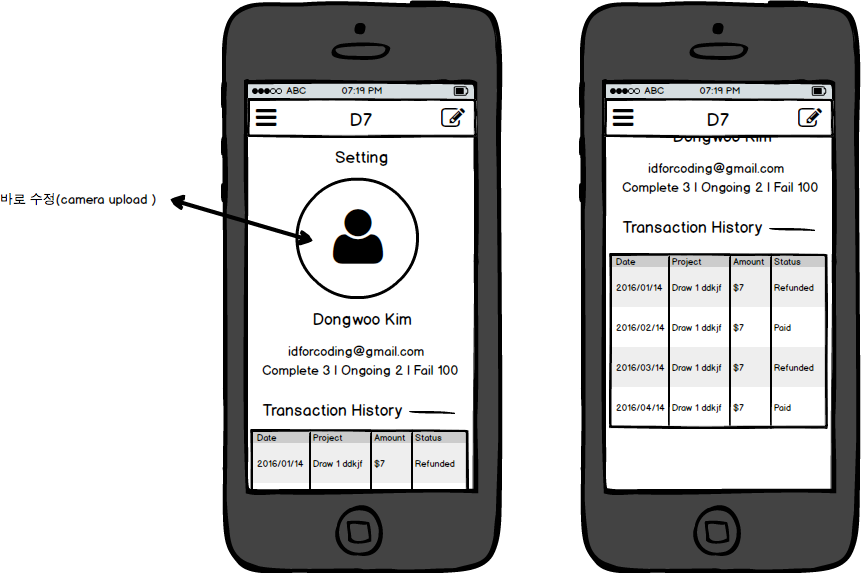 ●●●○○ ABC 07:19 PM
D7
Setting
바로 수정(camera upload )
Dongwoo Kim
idforcoding@gmail.com
Complete 3 | Ongoing 2 | Fail 100
Transaction History
Date Project Amount Status
2016/01/14 Draw 1 ddkjf $7 Refunded
●●●○○ ABC 07:19 PM
D7
Dongwoo Kim
idforcoding@gmail.com
Complete 3 | Ongoing 2 | Fail 100
Transaction History
Date Project Amount Status
2016/01/14 Draw 1 ddkjf $7 Refunded
2016/02/14 Draw 1 ddkjf $7 Paid
2016/03/14 Draw 1 ddkjf $7 Refunded
2016/04/14 Draw 1 ddkjf $7 Paid